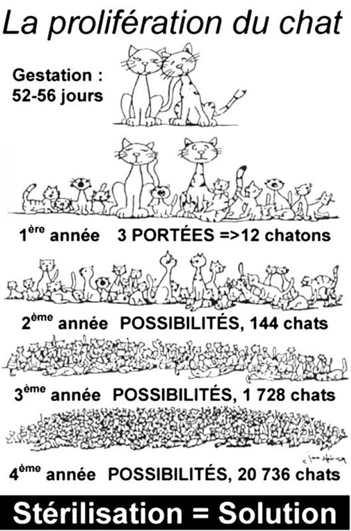 La prolifération du chat
Gestation :
52-56 jours
1ère année 3 PORTÉES =>12 chatons
2ème année POSSIBILITÉS, 144 chats
3ème année POSSIBILITÉS, 1 728 chats
4ème année POSSIBILITÉS, 20 736 chats
Stérilisation = Solution